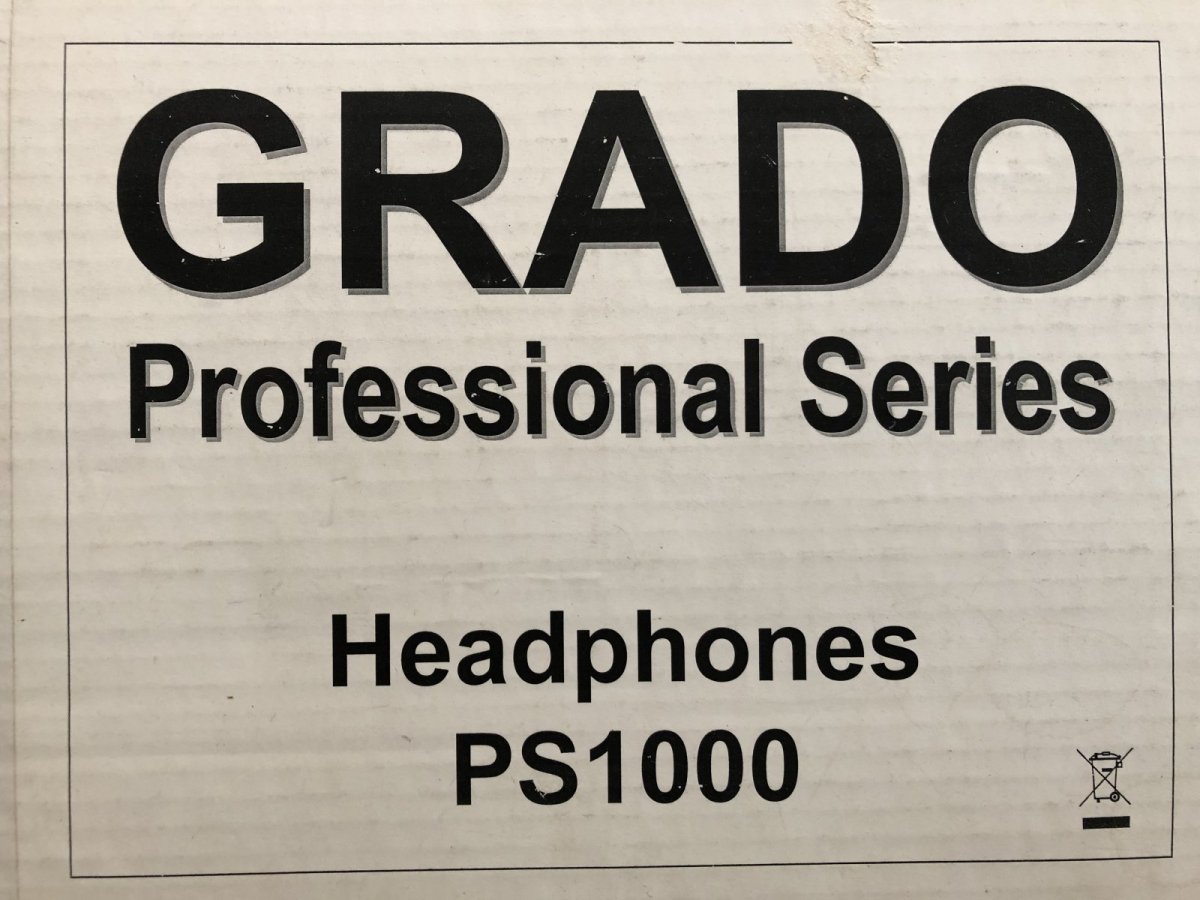 GRADO
Professional Series
Headphones
PS1000